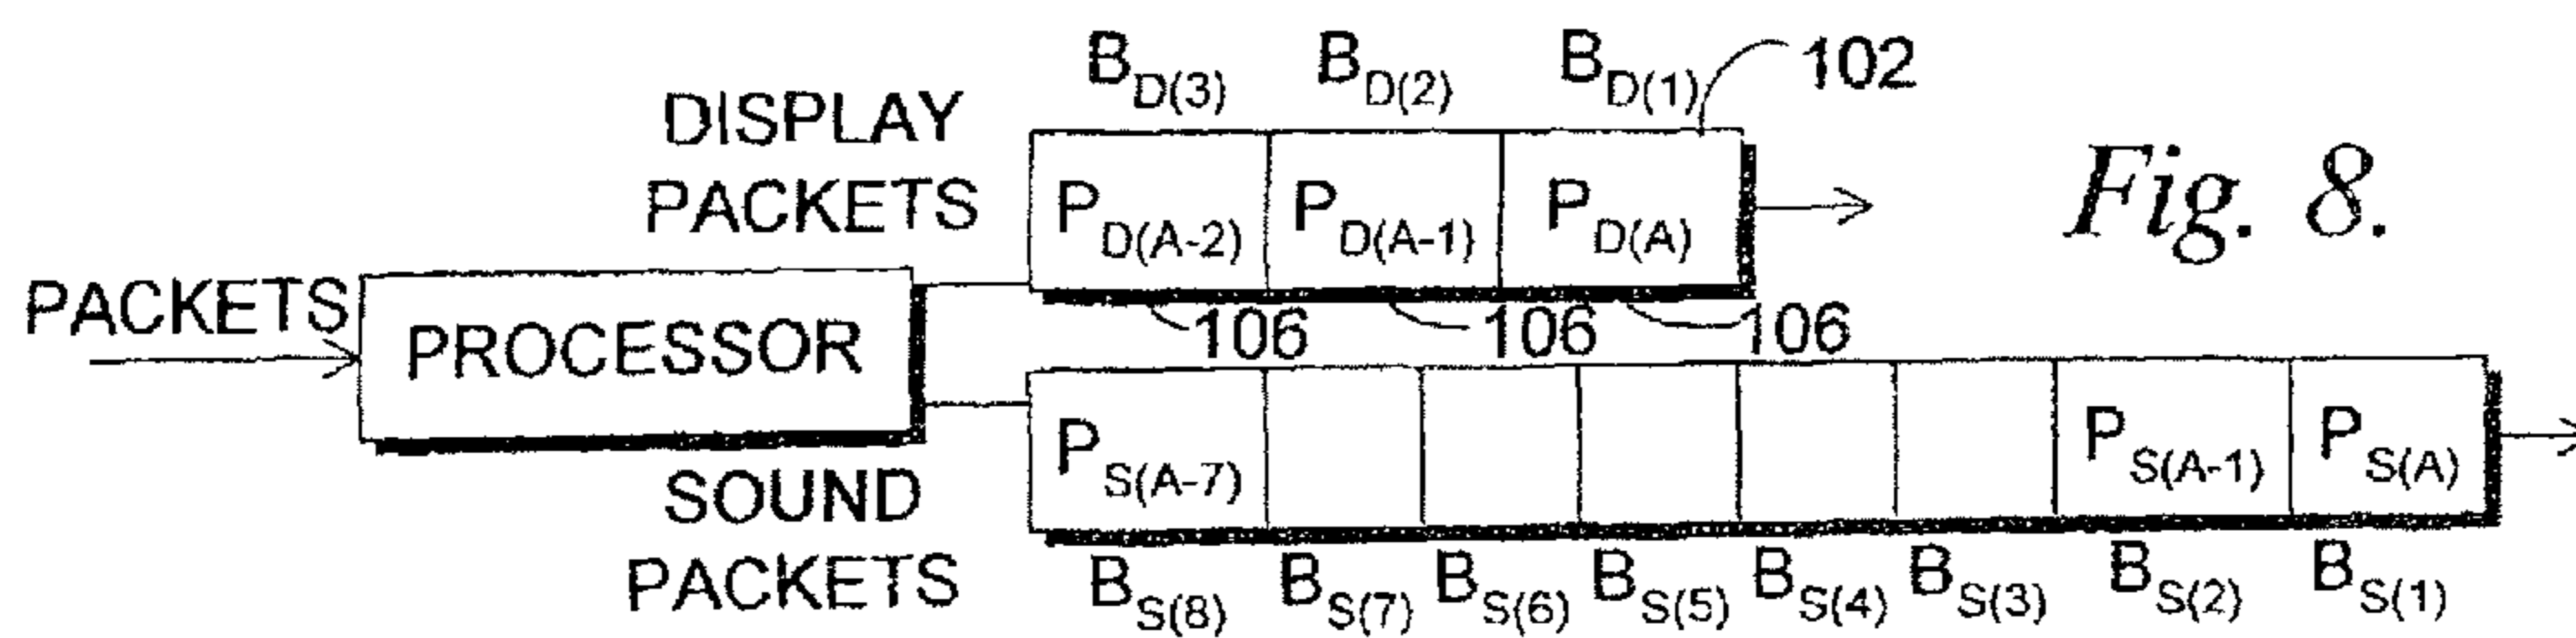 B_D(3) B_D(2) B_D(1) 102
DISPLAY
PACKETS
P_D(A-2) P_D(A-1) P_D(A)
Fig. 8.
PACKETS
PROCESSOR
106 106 106
P_S(A-7) P_S(A-1) P_S(A)
SOUND
PACKETS
B_S(8) B_S(7) B_S(6) B_S(5) B_S(4) B_S(3) B_S(2) B_S(1)